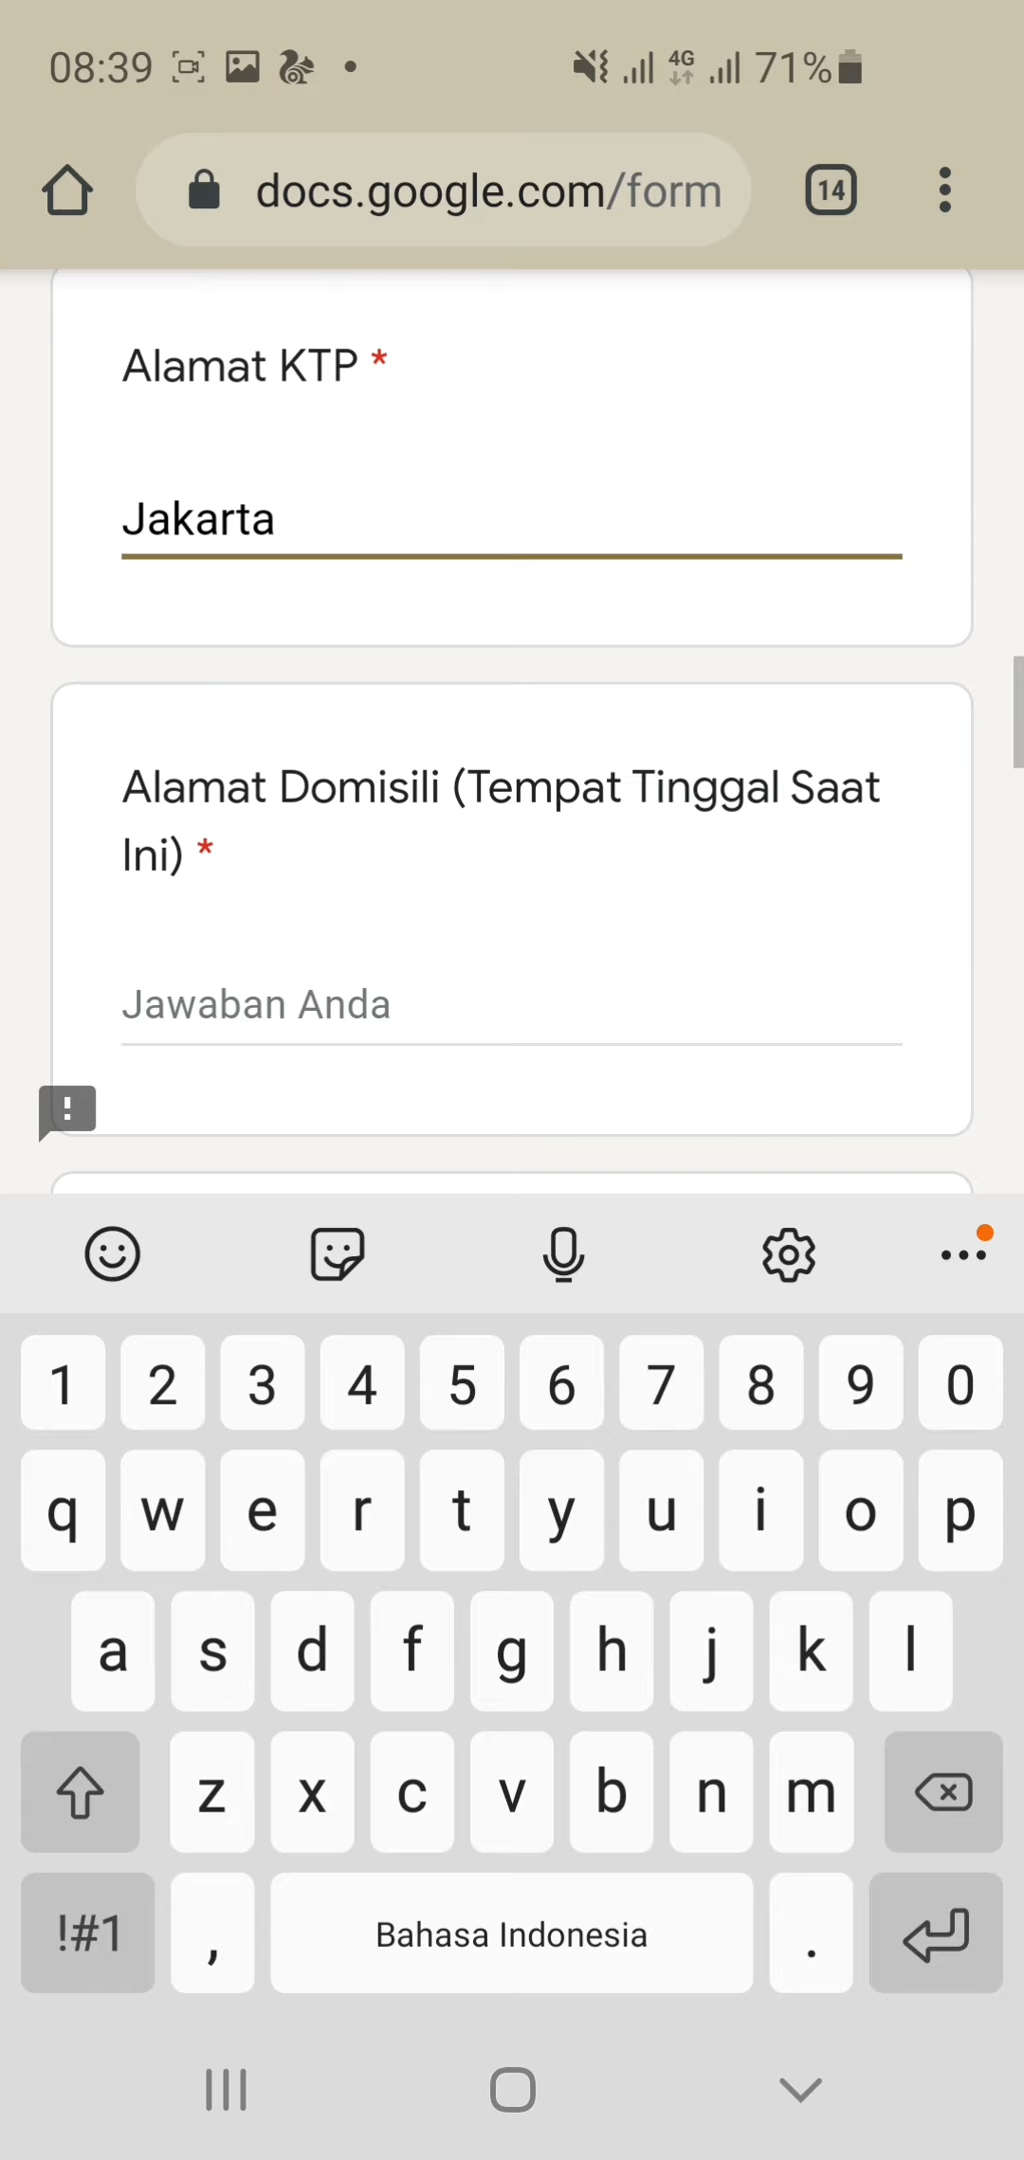 08:39
4G
71%
docs.google.com/form
14
Alamat KTP *
Jakarta
Alamat Domisili (Tempat Tinggal Saat
Ini) *
Jawaban Anda
!
1 2 3 4 5 6 7 8 9 0
q w e r t y u i o p
a s d f g h j k l
z x c v b n m
!#1 , Bahasa Indonesia .